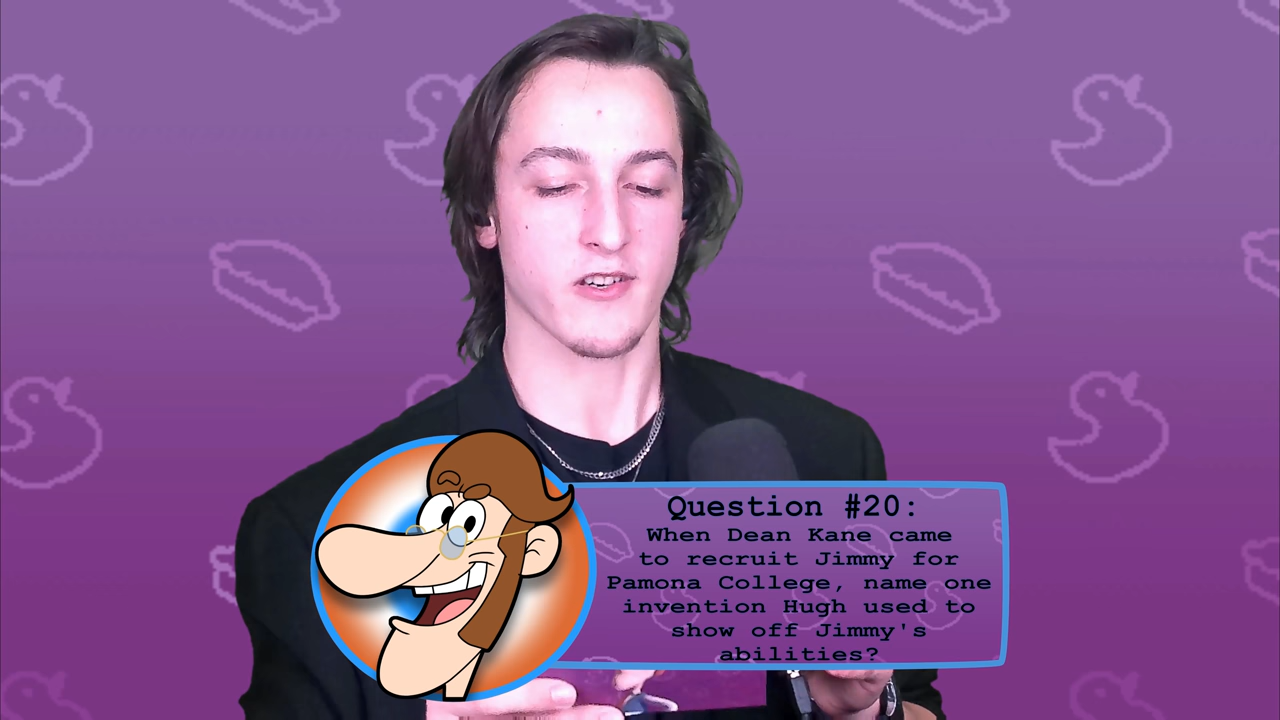 Question #20:
When Dean Kane came
to recruit Jimmy for
Pamona College, name one
invention Hugh used to
show off Jimmy's
abilities?